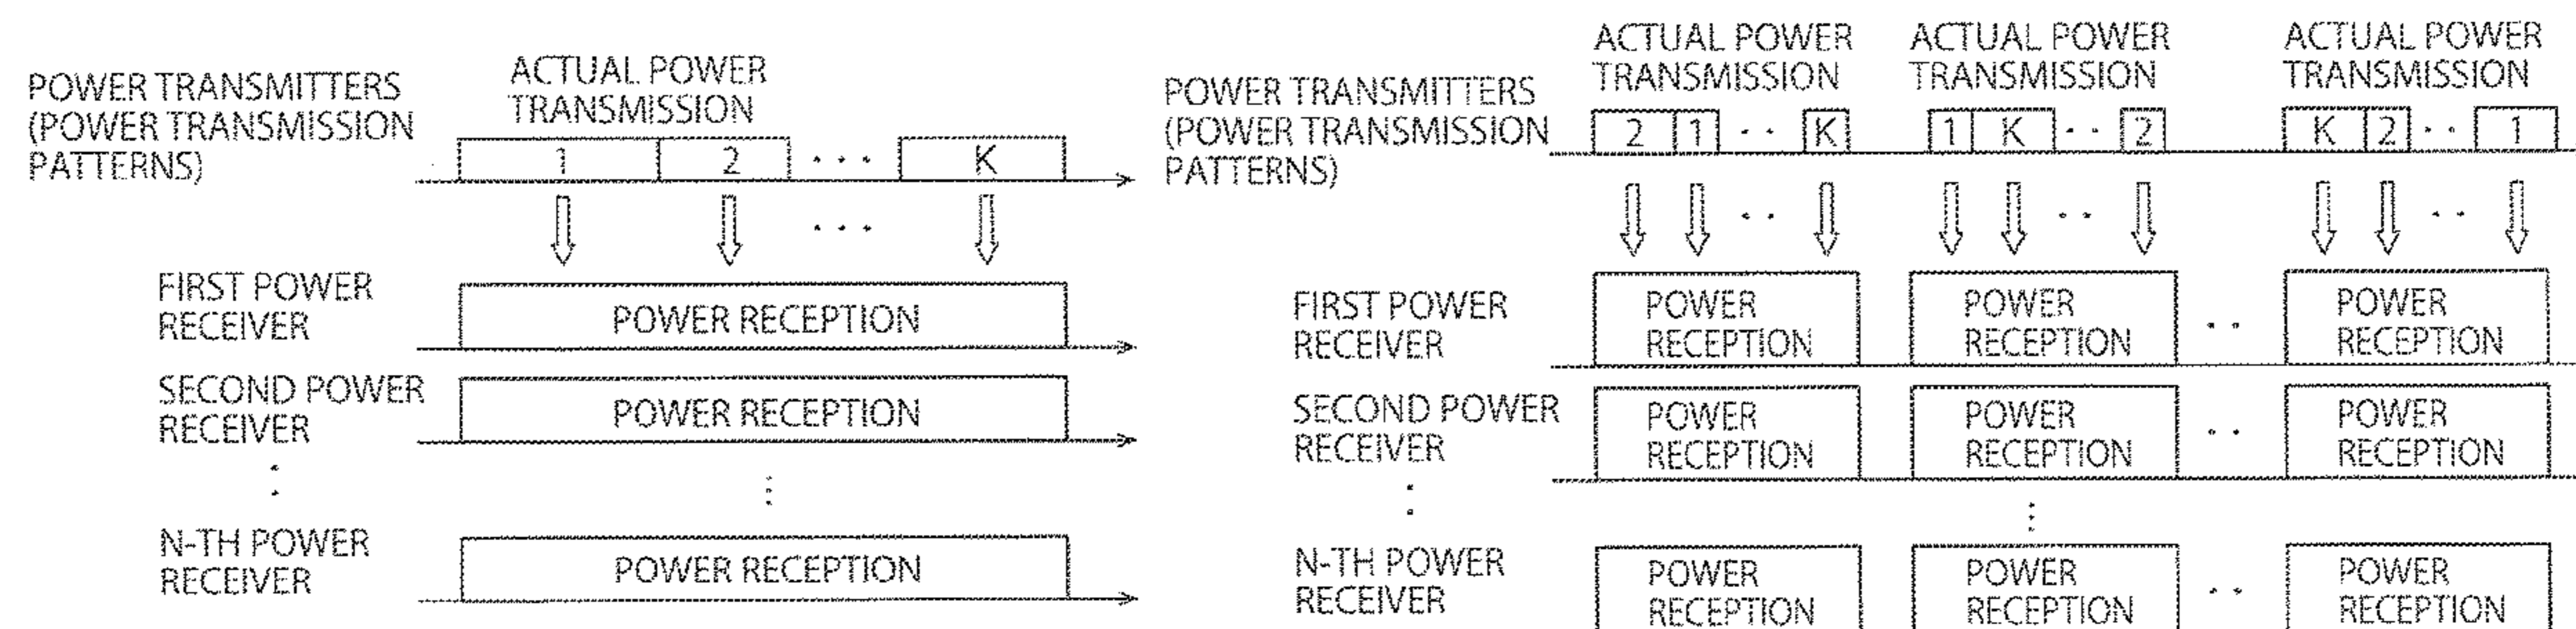 POWER TRANSMITTERS
(POWER TRANSMISSION
PATTERNS)
ACTUAL POWER
TRANSMISSION
1 2 ... K
...
FIRST POWER
RECEIVER
POWER RECEPTION
SECOND POWER
RECEIVER
POWER RECEPTION
N-TH POWER
RECEIVER
POWER RECEPTION
POWER TRANSMITTERS
(POWER TRANSMISSION
PATTERNS)
ACTUAL POWER
TRANSMISSION
2 1 .. K
ACTUAL POWER
TRANSMISSION
1 K .. 2
ACTUAL POWER
TRANSMISSION
K 2 .. 1
FIRST POWER
RECEIVER
POWER
RECEPTION
POWER
RECEPTION
..
POWER
RECEPTION
SECOND POWER
RECEIVER
POWER
RECEPTION
POWER
RECEPTION
..
POWER
RECEPTION
N-TH POWER
RECEIVER
POWER
RECEPTION
POWER
RECEPTION
..
POWER
RECEPTION